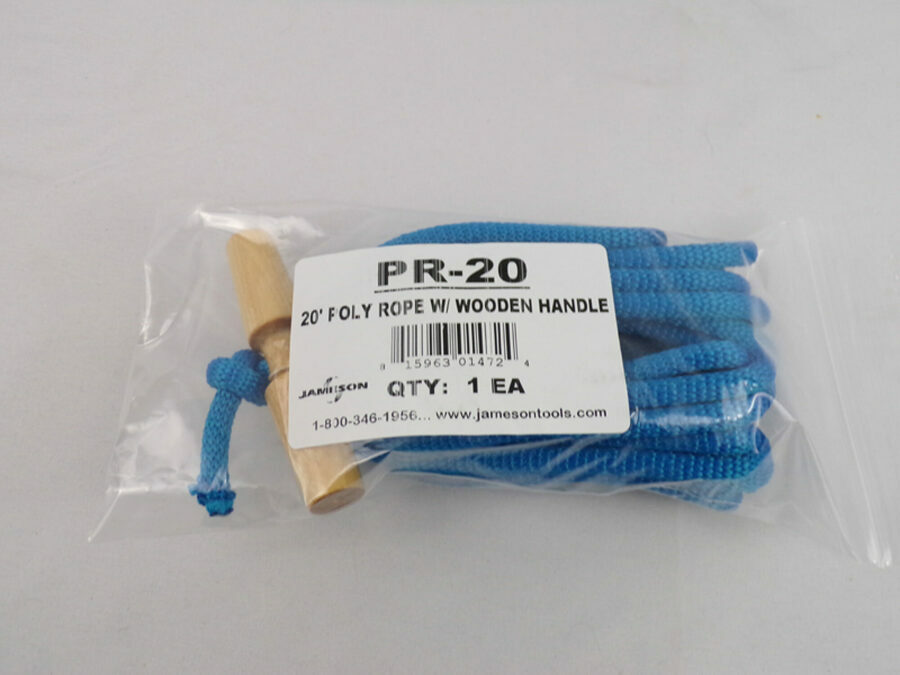 PR-20
20' POLY ROPE W/ WOODEN HANDLE
8 15963 01472 4
JAMESON
QTY: 1 EA
1-800-346-1956... www.jamesontools.com